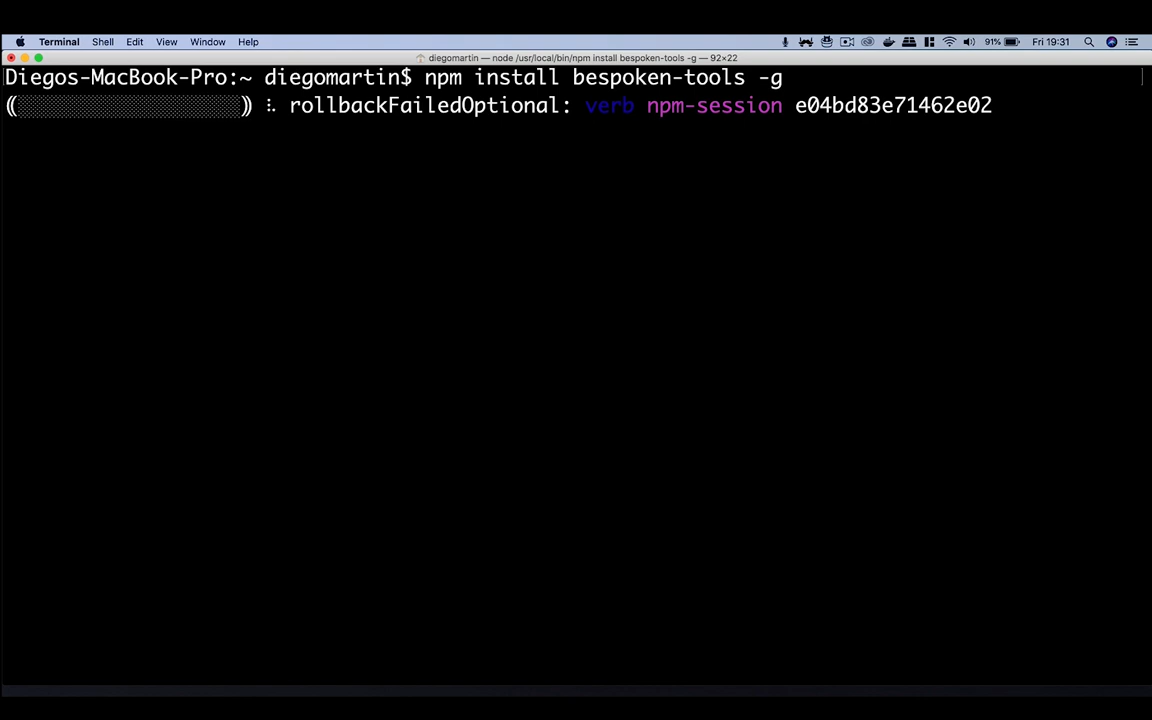 Terminal Shell Edit View Window Help 91% Fri 19:31
diegomartin — node /usr/local/bin/npm install bespoken-tools -g — 92×22
Diegos-MacBook-Pro:~ diegomartin$ npm install bespoken-tools -g
(░░░░░░░░░░░░░░░░░░) ⠧ rollbackFailedOptional: verb npm-session e04bd83e71462e02